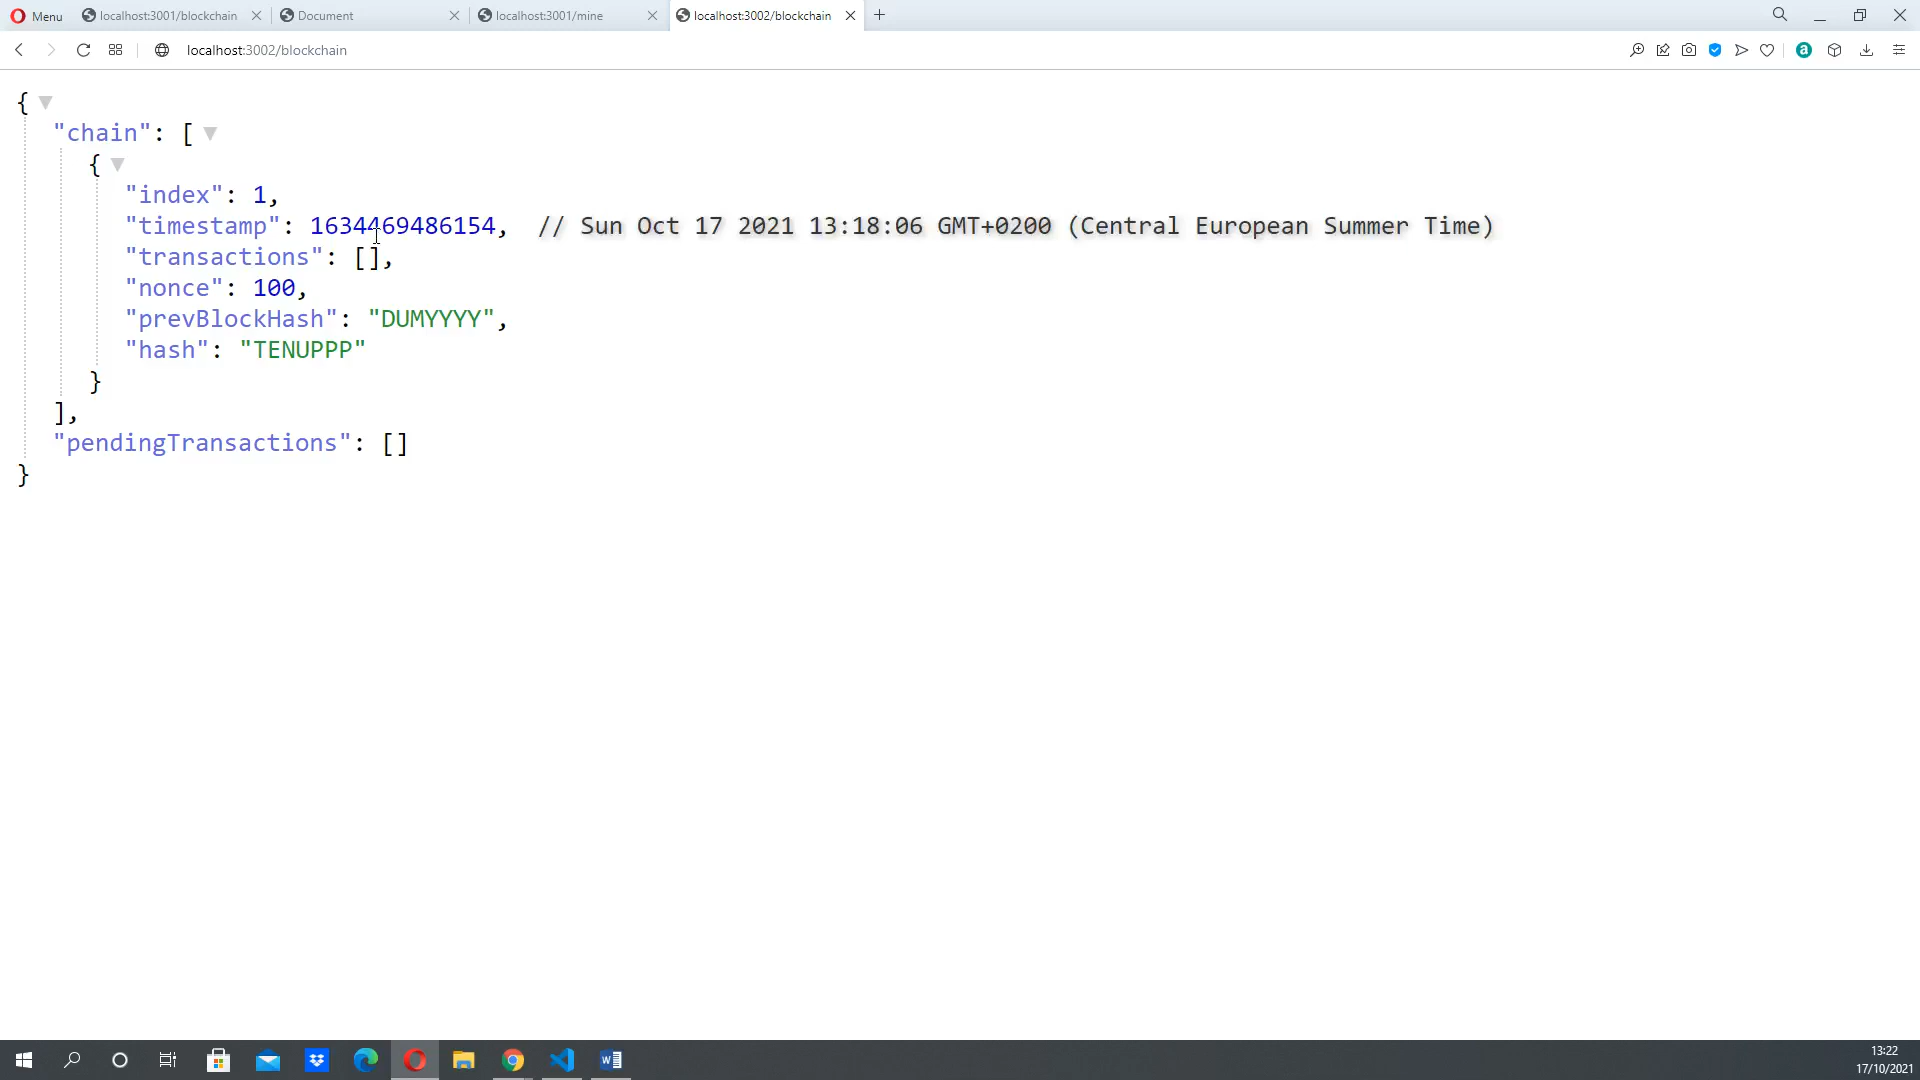 Menu
localhost:3001/blockchain
Document
localhost:3001/mine
localhost:3002/blockchain
localhost:3002/blockchain
{
"chain": [
{
"index": 1,
"timestamp": 1634469486154, // Sun Oct 17 2021 13:18:06 GMT+0200 (Central European Summer Time)
"transactions": [],
"nonce": 100,
"prevBlockHash": "DUMYYYY",
"hash": "TENUPPP"
}
],
"pendingTransactions": []
}
13:22
17/10/2021